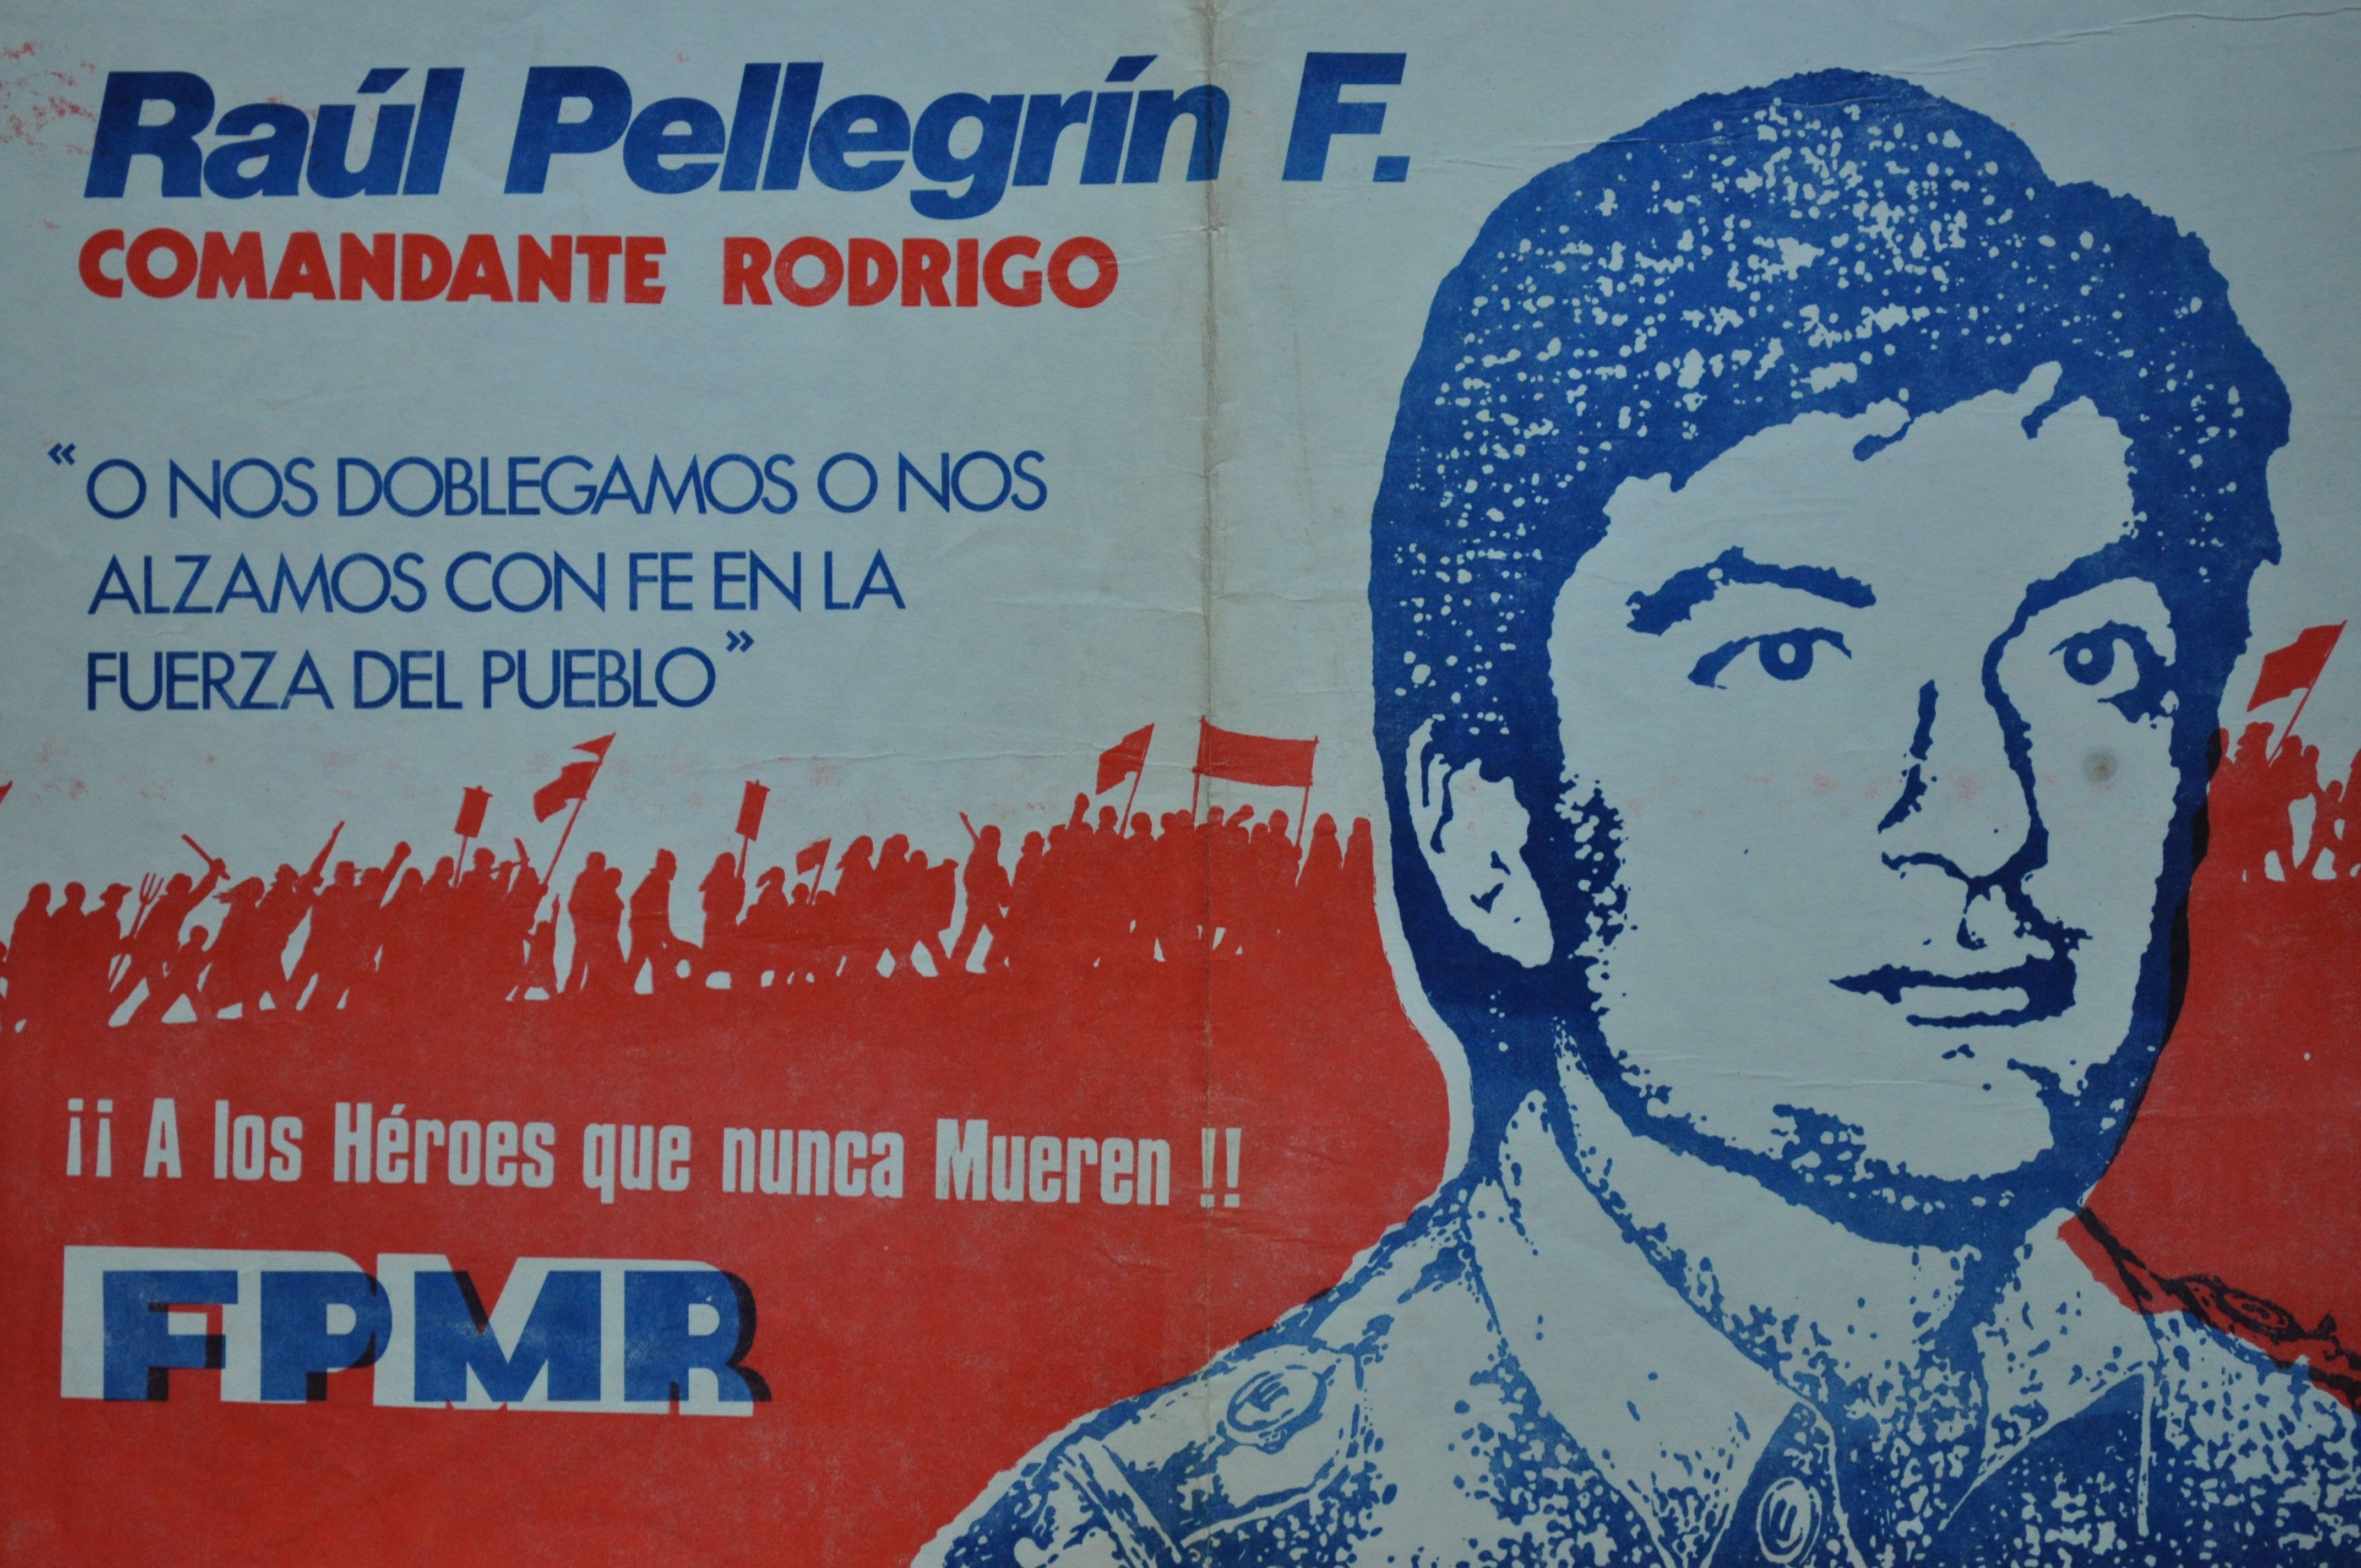 Raúl Pellegrín F.
COMANDANTE RODRIGO
“O NOS DOBLEGAMOS O NOS
ALZAMOS CON FE EN LA
FUERZA DEL PUEBLO”
¡¡ A los Héroes que nunca Mueren !!
FPMR